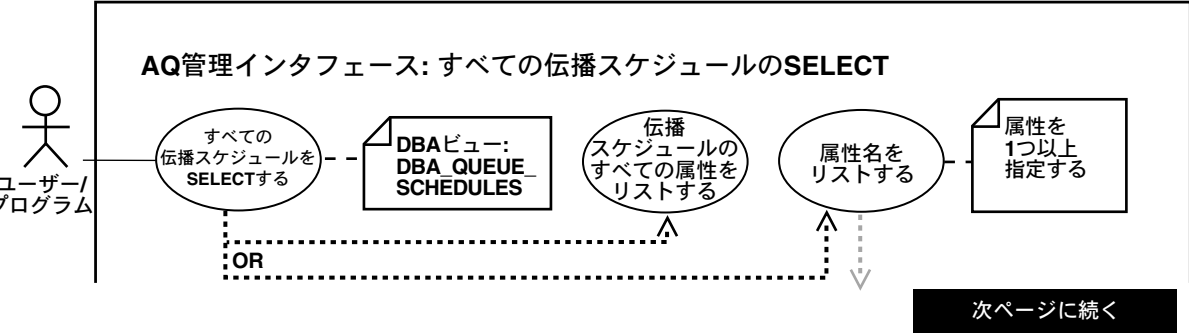 AQ管理インタフェース: すべての伝播スケジュールのSELECT
ユーザー/
プログラム
すべての
伝播スケジュールを
SELECTする
DBAビュー:
DBA_QUEUE_
SCHEDULES
伝播
スケジュールの
すべての属性を
リストする
属性名を
リストする
属性を
1つ以上
指定する
OR
次ページに続く